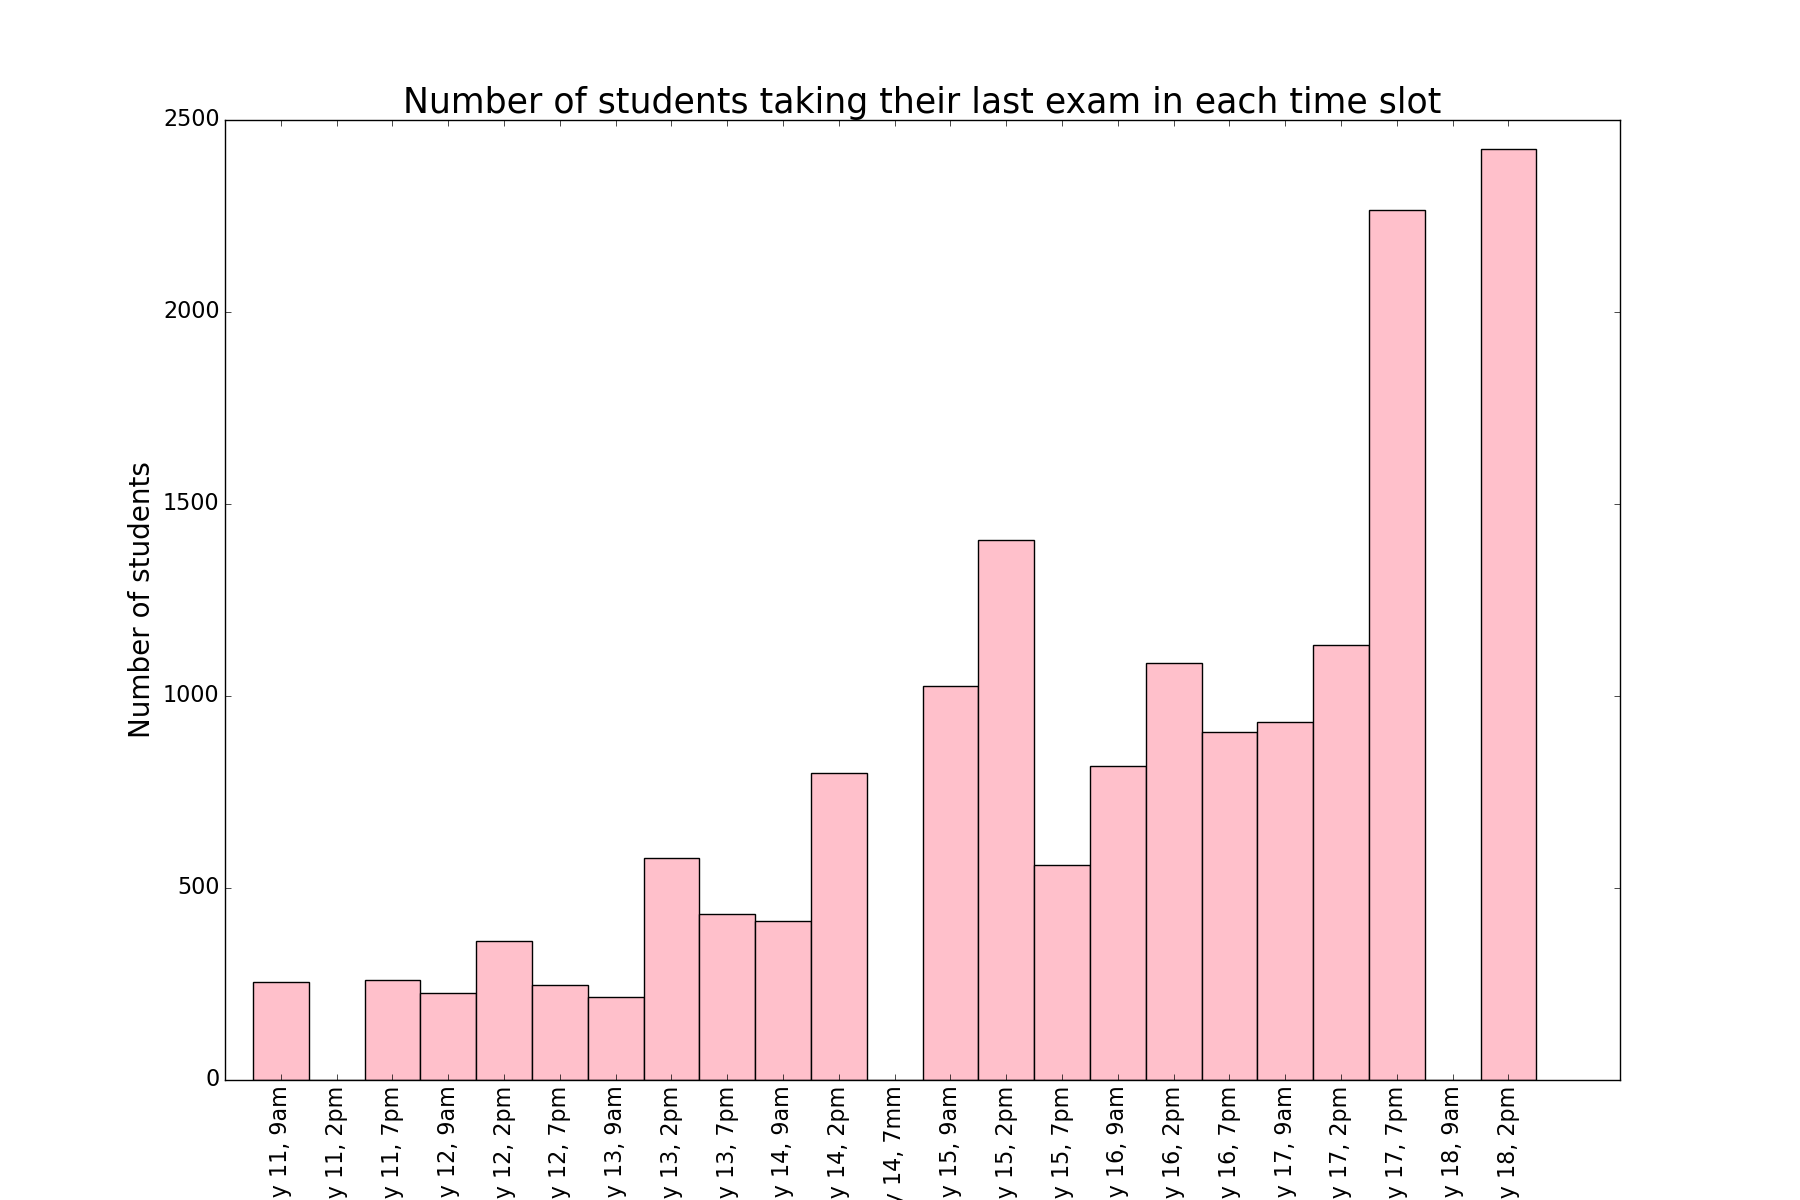 Number of students taking their last exam in each time slot
Number of students
2500
2000
1500
1000
500
0
y 11, 9am
y 11, 2pm
y 11, 7pm
y 12, 9am
y 12, 2pm
y 12, 7pm
y 13, 9am
y 13, 2pm
y 13, 7pm
y 14, 9am
y 14, 2pm
y 14, 7mm
y 15, 9am
y 15, 2pm
y 15, 7pm
y 16, 9am
y 16, 2pm
y 16, 7pm
y 17, 9am
y 17, 2pm
y 17, 7pm
y 18, 9am
y 18, 2pm